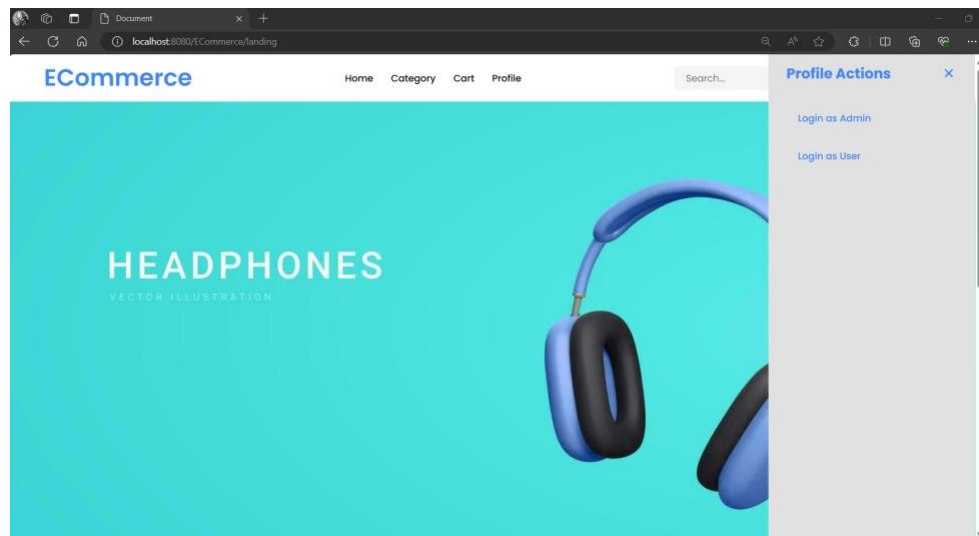 Document
localhost:8080/ECommerce/landing
ECommerce
Home Category Cart Profile
Search...
Profile Actions
Login as Admin
Login as User
HEADPHONES
VECTOR ILLUSTRATION